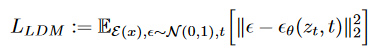 $L_{LDM} := \mathbb{E}_{\mathcal{E}(x), \epsilon \sim \mathcal{N}(0,1), t} \Big[ \| \epsilon - \epsilon_\theta(z_t, t) \|_2^2 \Big]$